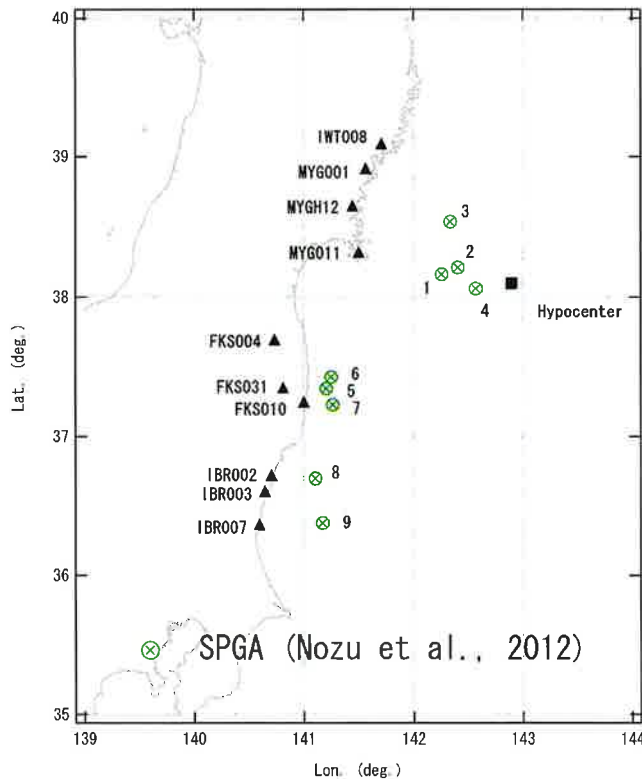 40
IWT008
39
MYG001
MYGH12
3
MYG011
2
38
1
4
Hypocenter
FKS004
6
FKS031
5
FKS010
7
37
IBR002
8
IBR003
IBR007
9
36
SPGA (Nozu et al., 2012)
35
139
140
141
142
143
144
Lat. (deg.)
Lon. (deg.)